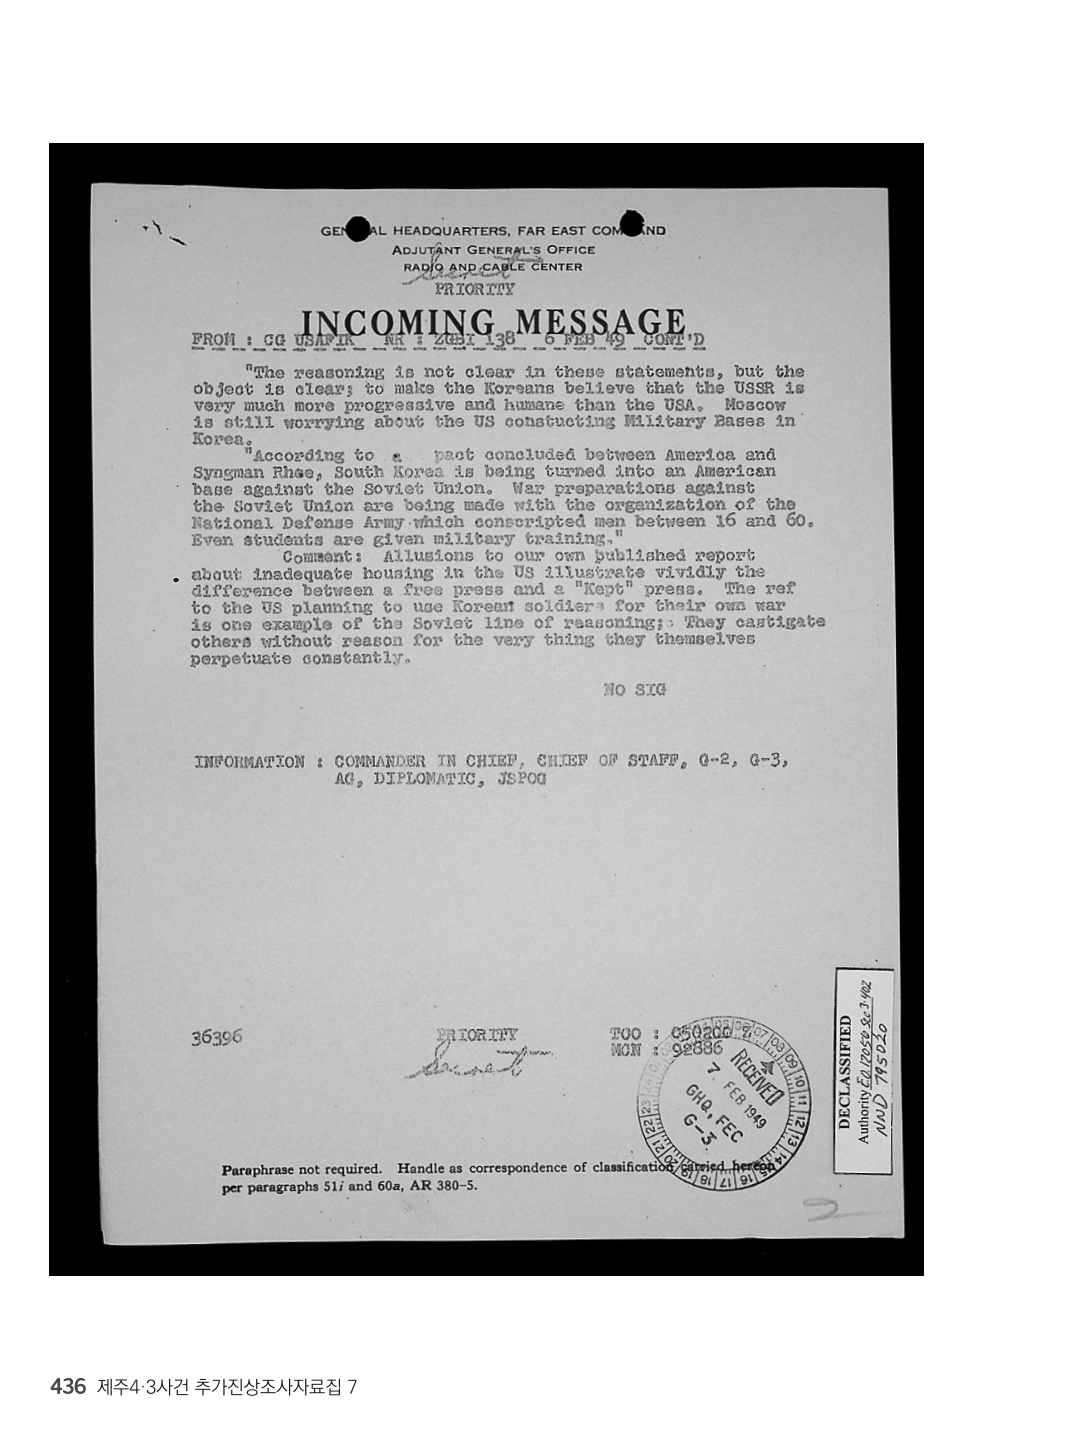 GENERAL HEADQUARTERS, FAR EAST COMMAND
ADJUTANT GENERAL'S OFFICE
RADIO AND CABLE CENTER
Secret
PRIORITY
INCOMING MESSAGE
FROM : CG USAFIK NR : ZGBI 138 6 FEB 49 CONT'D
"The reasoning is not clear in these statements, but the
object is clear; to make the Koreans believe that the USSR is
very much more progressive and humane than the USA. Moscow
is still worrying about the US constucting Military Bases in
Korea.
"According to a pact concluded between America and
Syngman Rhee, South Korea is being turned into an American
base against the Soviet Union. War preparations against
the Soviet Union are being made with the organization of the
National Defense Army which conscripted men between 16 and 60.
Even students are given military training."
Comment: Allusions to our own published report
about inadequate housing in the US illustrate vividly the
difference between a free press and a "Kept" press. The ref
to the US planning to use Korean soldiers for their own war
is one example of the Soviet line of reasoning; They castigate
others without reason for the very thing they themselves
perpetuate constantly.
NO SIG
INFORMATION : COMMANDER IN CHIEF, CHIEF OF STAFF, G-2, G-3,
AG, DIPLOMATIC, JSPOG
36396 PRIORITY TOO : 050200 Z
MCN : 92886
Secret
RECEIVED
7 FEB 1949
GHQ, FEC
G-3
DECLASSIFIED
Authority E.O. 12056 Sec 3-402
NND 795020
Paraphrase not required. Handle as correspondence of classification carried hereon
per paragraphs 51i and 60a, AR 380-5.
2
436 제주4·3사건 추가진상조사자료집 7